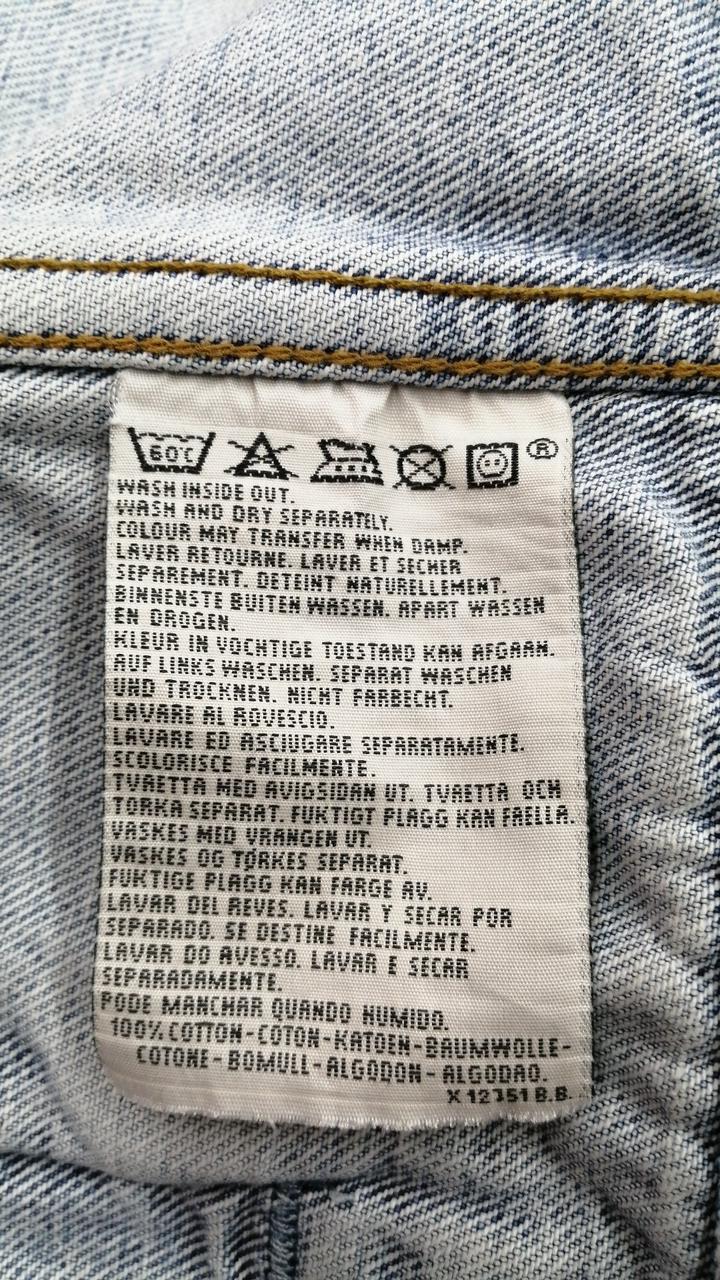 60°C
®
WASH INSIDE OUT.
WASH AND DRY SEPARATELY.
COLOUR MAY TRANSFER WHEN DAMP.
LAVER RETOURNE. LAVER ET SECHER
SEPAREMENT. DETEINT NATURELLEMENT.
BINNENSTE BUITEN WASSEN. APART WASSEN
EN DROGEN.
KLEUR IN VOCHTIGE TOESTAND KAN AFGAAN.
AUF LINKS WASCHEN. SEPARAT WASCHEN
UND TROCKNEN. NICHT FARBECHT.
LAVARE AL ROVESCIO.
LAVARE ED ASCIUGARE SEPARATAMENTE.
SCOLORISCE FACILMENTE.
TVAETTA MED AVIGSIDAN UT. TVAETTA OCH
TORKA SEPARAT. FUKTIGT PLAGG KAN FAELLA.
VASKES MED VRANGEN UT.
VASKES OG TØRKES SEPARAT.
FUKTIGE PLAGG KAN FARGE AV.
LAVAR DEL REVES. LAVAR Y SECAR POR
SEPARADO. SE DESTINE FACILMENTE.
LAVAR DO AVESSO. LAVAR E SECAR
SEPARADAMENTE.
PODE MANCHAR QUANDO HUMIDO.
100% COTTON-COTON-KATOEN-BAUMWOLLE-
COTONE-BOMULL-ALGODON-ALGODAO.
X 12351 B.B.